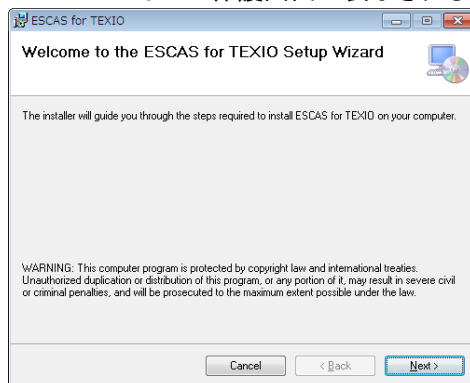 ESCAS for TEXIO
Welcome to the ESCAS for TEXIO Setup Wizard
The installer will guide you through the steps required to install ESCAS for TEXIO on your computer.
WARNING: This computer program is protected by copyright law and international treaties.
Unauthorized duplication or distribution of this program, or any portion of it, may result in severe civil
or criminal penalties, and will be prosecuted to the maximum extent possible under the law.
Cancel
< Back
Next >